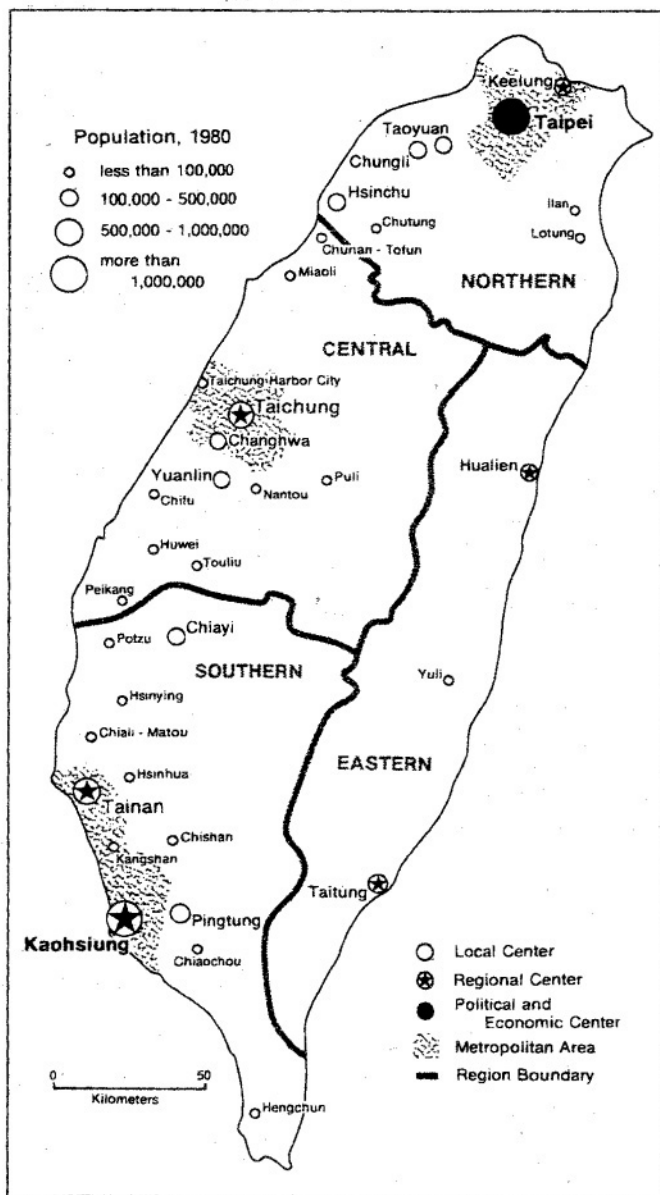 Population, 1980
less than 100,000
100,000 - 500,000
500,000 - 1,000,000
more than
1,000,000
Keelung
Taipei
Taoyuan
Chungli
Hsinchu
Ilan
Chutung
Lotung
Chunan - Tofun
Miaoli
NORTHERN
CENTRAL
Taichung Harbor City
Taichung
Changhwa
Hualien
Yuanlin
Puli
Nantou
Chifu
Huwei
Touliu
Peikang
Chiayi
Potzu
SOUTHERN
Yuli
Hsinying
Chiali - Matou
EASTERN
Hsinhua
Tainan
Chishan
Kangshan
Taitung
Pingtung
Kaohsiung
Chiaochou
Local Center
Regional Center
Political and
Economic Center
Metropolitan Area
Region Boundary
0 50
Kilometers
Hengchun